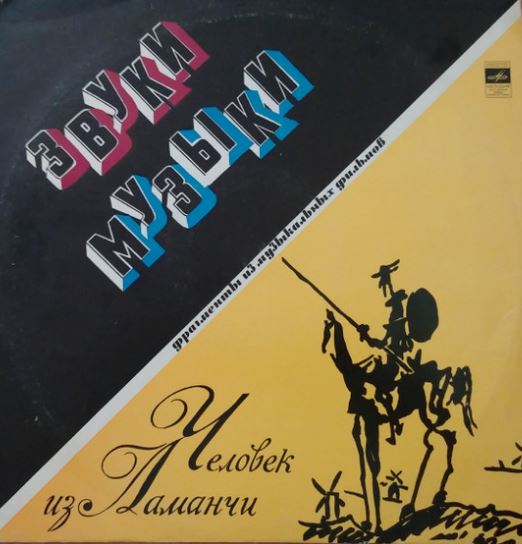 ЗВУКИ
МУЗЫКИ
фрагменты из музыкальных фильмов
Человек
из Ламанчи